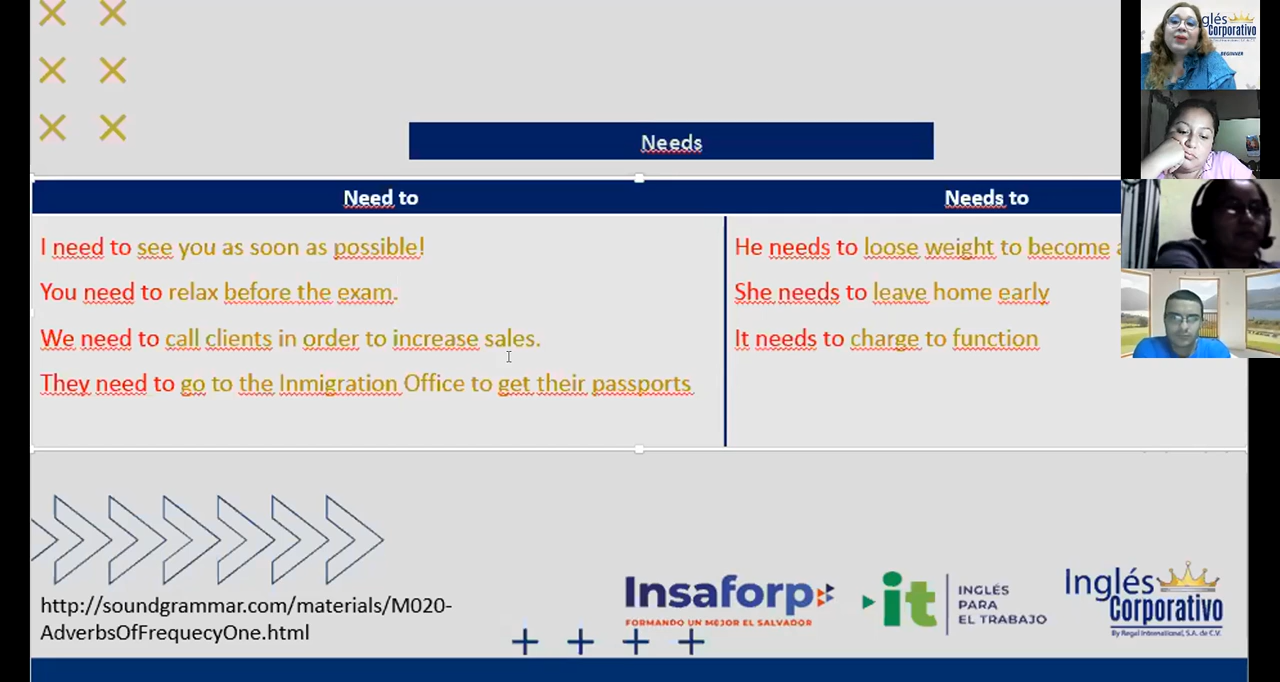 Needs
Need to
Needs to
I need to see you as soon as possible!
You need to relax before the exam.
We need to call clients in order to increase sales.
They need to go to the Inmigration Office to get their passports
He needs to loose weight to become
She needs to leave home early
It needs to charge to function
http://soundgrammar.com/materials/M020-
AdverbsOfFrequecyOne.html
Insaforp
FORMANDO UN MEJOR EL SALVADOR
it
INGLÉS
PARA
EL TRABAJO
Inglés
Corporativo
By Regal International, S.A. de C.V.
glés
Corporativo
BEGINNER